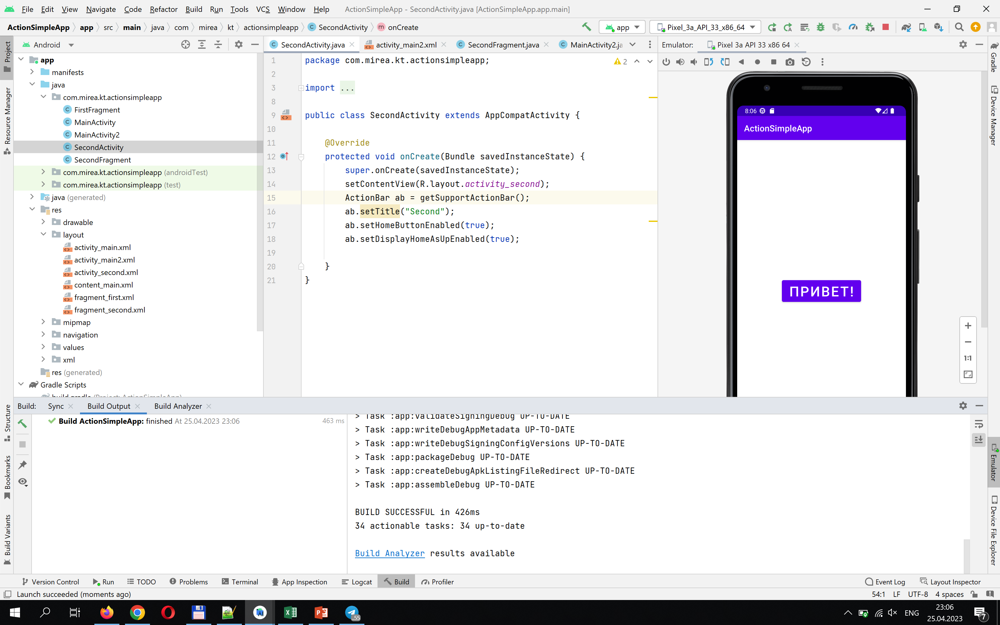 File Edit View Navigate Code Refactor Build Run Tools VCS Window Help ActionSimpleApp - SecondActivity.java [ActionSimpleApp.app.main]
ActionSimpleApp app src main java com mirea kt actionsimpleapp SecondActivity onCreate app Pixel_3a_API_33_x86_64
Project
Resource Manager
Structure
Bookmarks
Build Variants
Android
app
manifests
java
com.mirea.kt.actionsimpleapp
FirstFragment
MainActivity
MainActivity2
SecondActivity
SecondFragment
com.mirea.kt.actionsimpleapp (androidTest)
com.mirea.kt.actionsimpleapp (test)
java (generated)
res
drawable
layout
activity_main.xml
activity_main2.xml
activity_second.xml
content_main.xml
fragment_first.xml
fragment_second.xml
mipmap
navigation
values
xml
res (generated)
Gradle Scripts
build.gradle (Project: ActionSimpleApp)
SecondActivity.java activity_main2.xml SecondFragment.java MainActivity2.ja
1 package com.mirea.kt.actionsimpleapp; 2
2
3 import ...
8
9 public class SecondActivity extends AppCompatActivity {
10
11 @Override
12 protected void onCreate(Bundle savedInstanceState) {
13 super.onCreate(savedInstanceState);
14 setContentView(R.layout.activity_second);
15 ActionBar ab = getSupportActionBar();
16 ab.setTitle("Second");
17 ab.setHomeButtonEnabled(true);
18 ab.setDisplayHomeAsUpEnabled(true);
19
20 }
21 }
Emulator: Pixel 3a API 33 x86 64
8:06
ActionSimpleApp
ПРИВЕТ!
1:1
Gradle
Device Manager
Emulator
Device File Explorer
Build: Sync Build Output Build Analyzer
Build ActionSimpleApp: finished At 25.04.2023 23:06 463 ms
> Task :app:validateSigningDebug UP-TO-DATE
> Task :app:writeDebugAppMetadata UP-TO-DATE
> Task :app:writeDebugSigningConfigVersions UP-TO-DATE
> Task :app:packageDebug UP-TO-DATE
> Task :app:createDebugApkListingFileRedirect UP-TO-DATE
> Task :app:assembleDebug UP-TO-DATE
BUILD SUCCESSFUL in 426ms
34 actionable tasks: 34 up-to-date
Build Analyzer results available
Version Control Run TODO Problems Terminal App Inspection Logcat Build Profiler Event Log Layout Inspector
Launch succeeded (moments ago) 54:1 LF UTF-8 4 spaces
..55 ENG 23:06
25.04.2023 7